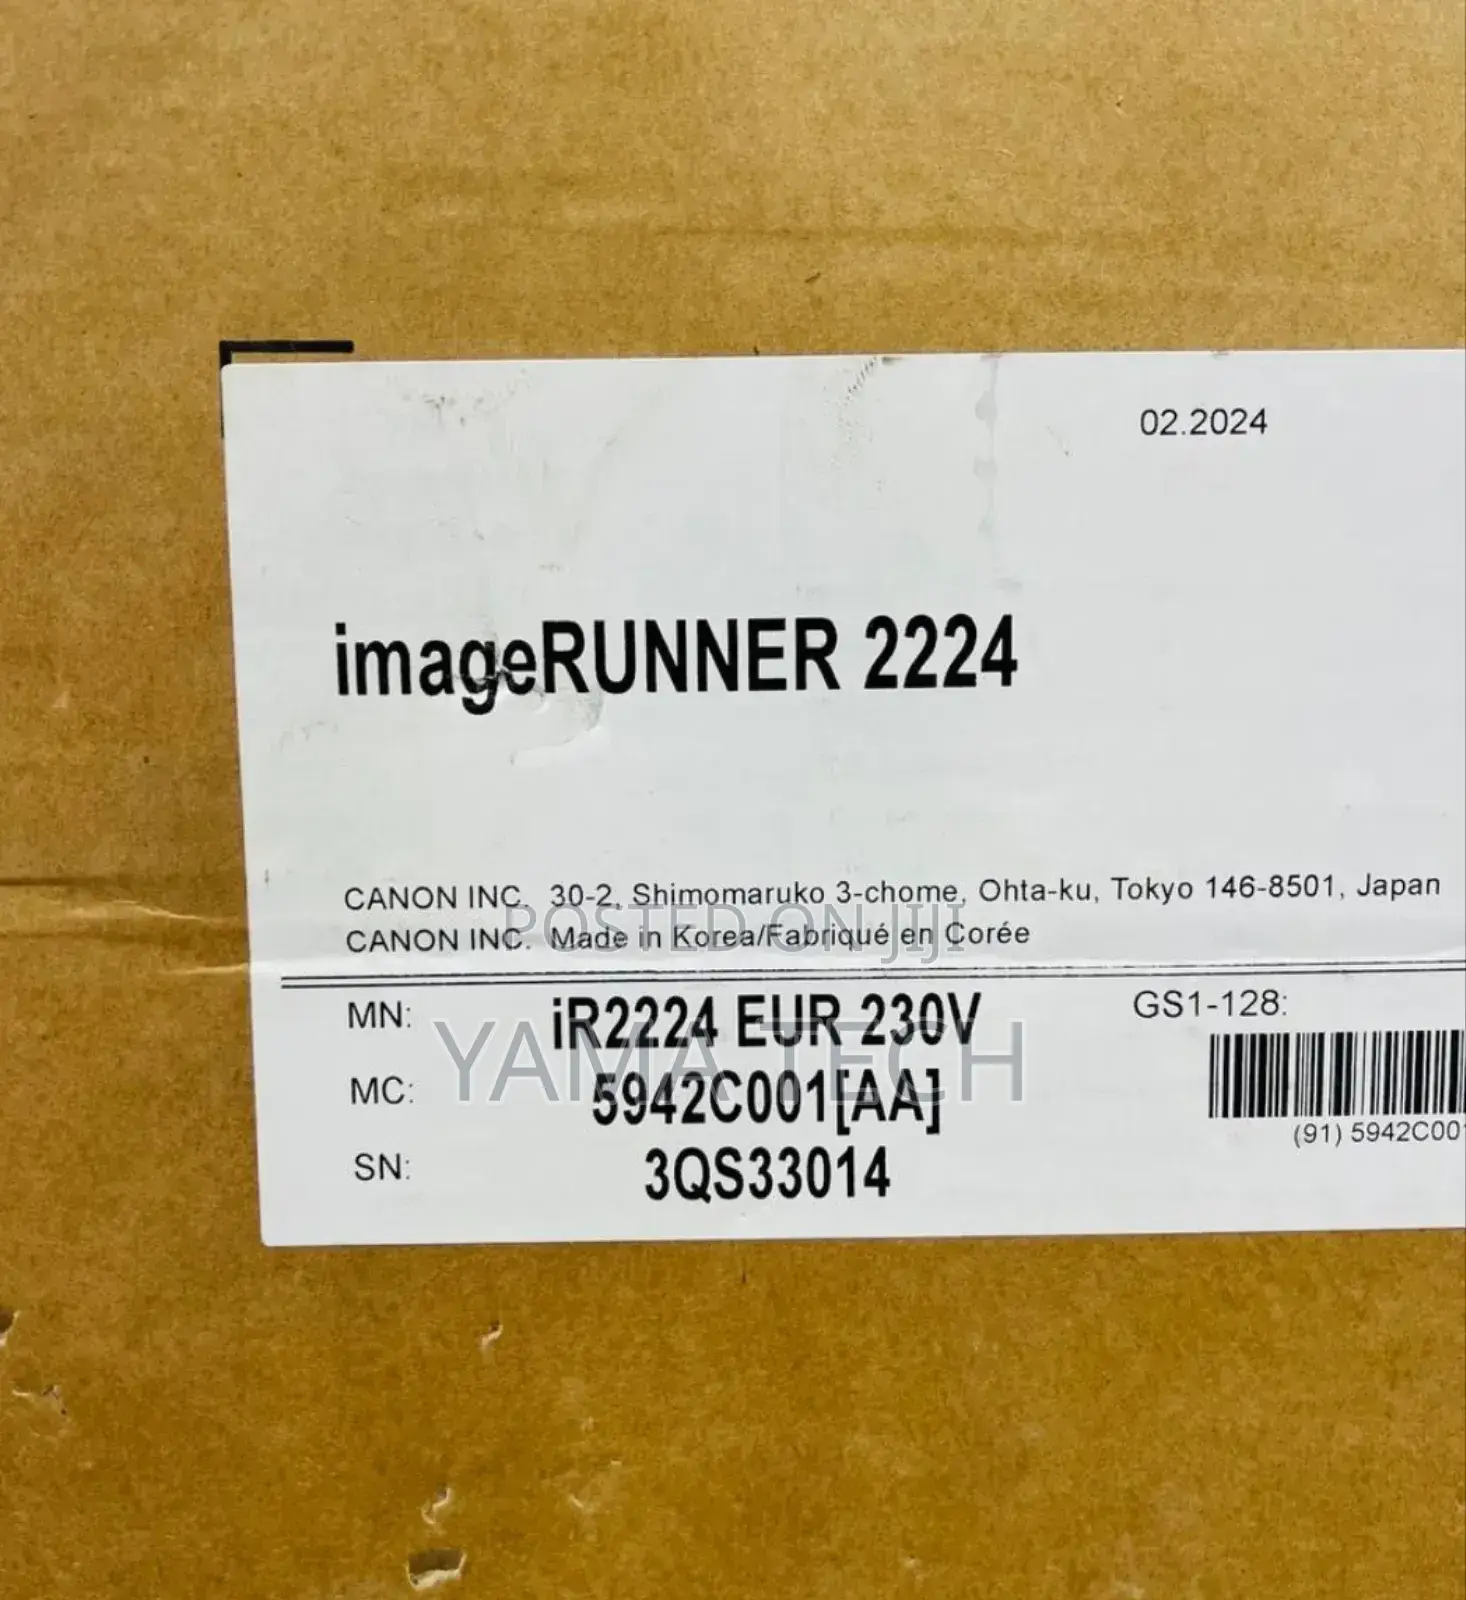 02.2024
imageRUNNER 2224
CANON INC. 30-2, Shimomaruko 3-chome, Ohta-ku, Tokyo 146-8501, Japan
CANON INC. Made in Korea/Fabriqué en Corée
POSTED ON JIJI
MN: iR2224 EUR 230V GS1-128:
YAMA TECH
MC: 5942C001[AA]
(91) 5942C001
SN: 3QS33014